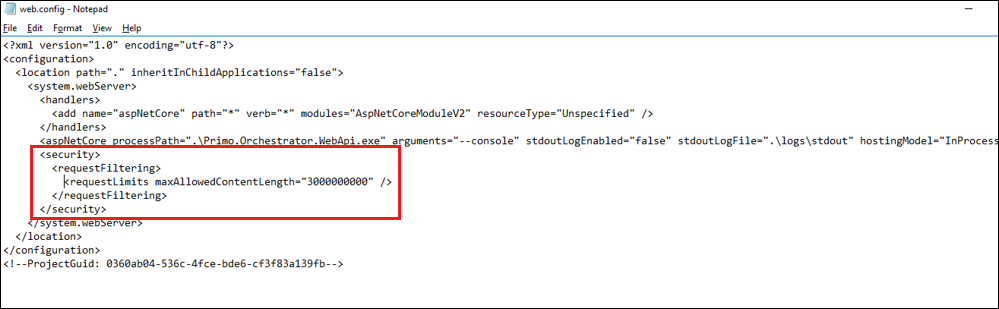 web.config - Notepad
File Edit Format View Help
<?xml version="1.0" encoding="utf-8"?>
<configuration>
  <location path="." inheritInChildApplications="false">
    <system.webServer>
      <handlers>
        <add name="aspNetCore" path="*" verb="*" modules="AspNetCoreModuleV2" resourceType="Unspecified" />
      </handlers>
      <aspNetCore processPath=".\Primo.Orchestrator.WebApi.exe" arguments="--console" stdoutLogEnabled="false" stdoutLogFile=".\logs\stdout" hostingModel="InProcess
      <security>
        <requestFiltering>
          <requestLimits maxAllowedContentLength="3000000000" />
        </requestFiltering>
      </security>
    </system.webServer>
  </location>
</configuration>
<!--ProjectGuid: 0360ab04-536c-4fce-bde6-cf3f83a139fb-->